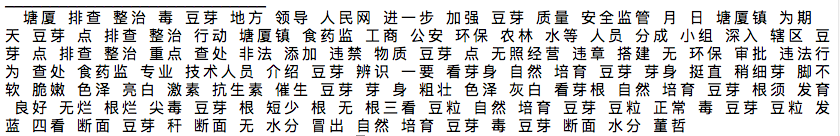 塘厦 排查 整治 毒 豆芽 地方 领导 人民网 进一步 加强 豆芽 质量 安全监管 月 日 塘厦镇 为期
天 豆芽 点 排查 整治 行动 塘厦镇 食药监 工商 公安 环保 农林 水等 人员 分成 小组 深入 辖区 豆
芽 点 排查 整治 重点 查处 非法 添加 违禁 物质 豆芽 点 无照经营 违章 搭建 无 环保 审批 违法行
为 查处 食药监 专业 技术人员 介绍 豆芽 辨识 一要 看芽身 自然 培育 豆芽 芽身 挺直 稍细芽 脚不
软 脆嫩 色泽 亮白 激素 抗生素 催生 豆芽 芽 身 粗壮 色泽 灰白 看芽根 自然 培育 豆芽 根须 发育
良好 无烂 根烂 尖毒 豆芽 根 短少 根 无 根三看 豆粒 自然 培育 豆芽 豆粒 正常 毒 豆芽 豆粒 发
蓝 四看 断面 豆芽 秆 断面 无 水分 冒出 自然 培育 豆芽 毒 豆芽 断面 水分 董哲